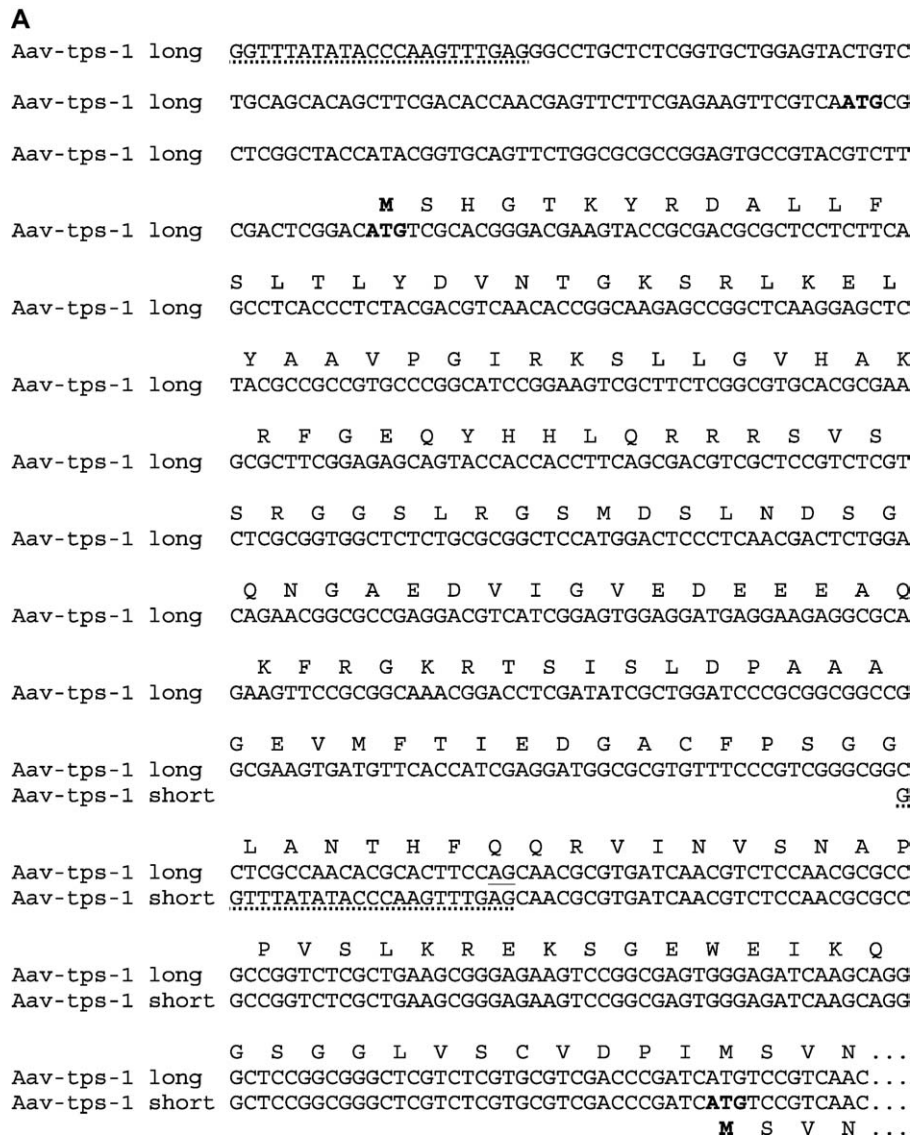 A
Aav-tps-1 long GGTTTATATACCCAAGTTTGAGGGCCTGCTCTCGGTGCTGGAGTACTGTC
Aav-tps-1 long TGCAGCACAGCTTCGACACCAACGAGTTCTTCGAGAAGTTCGTCAATGCG
Aav-tps-1 long CTCGGCTACCATACGGTGCAGTTCTGGCGCGCCGGAGTGCCGTACGTCTT
M S H G T K Y R D A L L F
Aav-tps-1 long CGACTCGGACATGTCGCACGGGACGAAGTACCGCGACGCGCTCCTCTTCA
S L T L Y D V N T G K S R L K E L
Aav-tps-1 long GCCTCACCCTCTACGACGTCAACACCGGCAAGAGCCGGCTCAAGGAGCTC
Y A A V P G I R K S L L G V H A K
Aav-tps-1 long TACGCCGCCGTGCCCGGCATCCGGAAGTCGCTTCTCGGCGTGCACGCGAA
R F G E Q Y H H L Q R R R S V S
Aav-tps-1 long GCGCTTCGGAGAGCAGTACCACCACCTTCAGCGACGTCGCTCCGTCTCGT
S R G G S L R G S M D S L N D S G
Aav-tps-1 long CTCGCGGTGGCTCTCTGCGCGGCTCCATGGACTCCCTCAACGACTCTGGA
Q N G A E D V I G V E D E E E A Q
Aav-tps-1 long CAGAACGGCGCCGAGGACGTCATCGGAGTGGAGGATGAGGAAGAGGCGCA
K F R G K R T S I S L D P A A A
Aav-tps-1 long GAAGTTCCGCGGCAAACGGACCTCGATATCGCTGGATCCCGCGGCGGCCG
G E V M F T I E D G A C F P S G G
Aav-tps-1 long GCGAAGTGATGTTCACCATCGAGGATGGCGCGTGTTTCCCGTCGGGCGGC
Aav-tps-1 short G
L A N T H F Q Q R V I N V S N A P
Aav-tps-1 long CTCGCCAACACGCACTTCCAGCAACGCGTGATCAACGTCTCCAACGCGCC
Aav-tps-1 short GTTTATATACCCAAGTTTGAGCAACGCGTGATCAACGTCTCCAACGCGCC
P V S L K R E K S G E W E I K Q
Aav-tps-1 long GCCGGTCTCGCTGAAGCGGGAGAAGTCCGGCGAGTGGGAGATCAAGCAGG
Aav-tps-1 short GCCGGTCTCGCTGAAGCGGGAGAAGTCCGGCGAGTGGGAGATCAAGCAGG
G S G G L V S C V D P I M S V N ...
Aav-tps-1 long GCTCCGGCGGGCTCGTCTCGTGCGTCGACCCGATCATGTCCGTCAAC...
Aav-tps-1 short GCTCCGGCGGGCTCGTCTCGTGCGTCGACCCGATCATGTCCGTCAAC...
M S V N ...